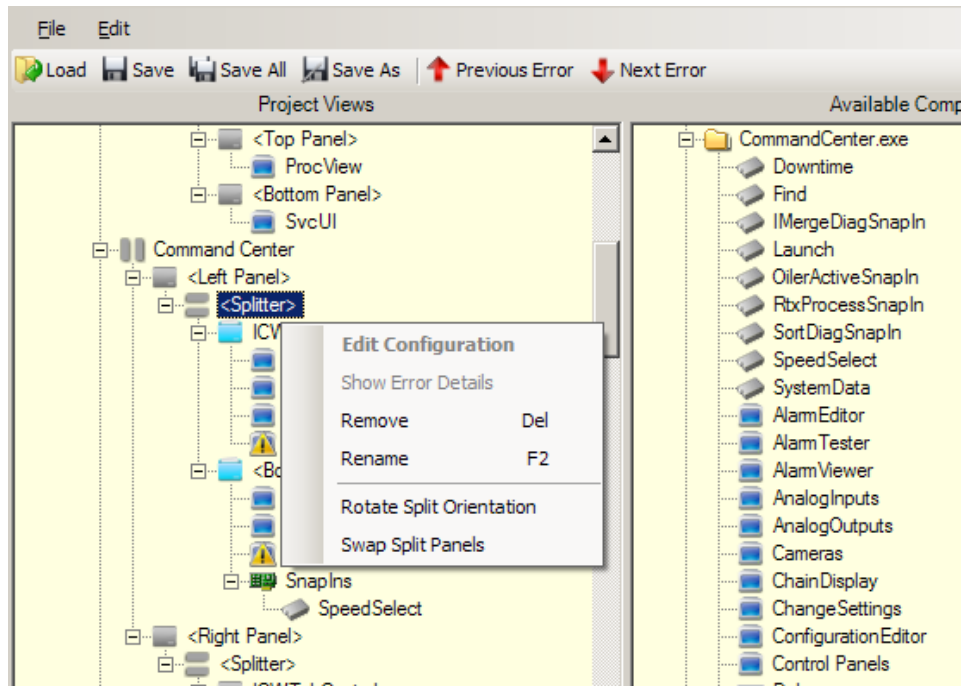 File Edit
Load Save Save All Save As Previous Error Next Error
Project Views
<Top Panel>
ProcView
<Bottom Panel>
SvcUI
Command Center
<Left Panel>
<Splitter>
Edit Configuration
Show Error Details
Remove Del
Rename F2
Rotate Split Orientation
Swap Split Panels
SnapIns
SpeedSelect
<Right Panel>
<Splitter>
Available Comp
CommandCenter.exe
Downtime
Find
IMergeDiagSnapIn
Launch
OilerActiveSnapIn
RtxProcessSnapIn
SortDiagSnapIn
SpeedSelect
SystemData
AlarmEditor
AlarmTester
AlarmViewer
AnalogInputs
AnalogOutputs
Cameras
ChainDisplay
ChangeSettings
ConfigurationEditor
Control Panels